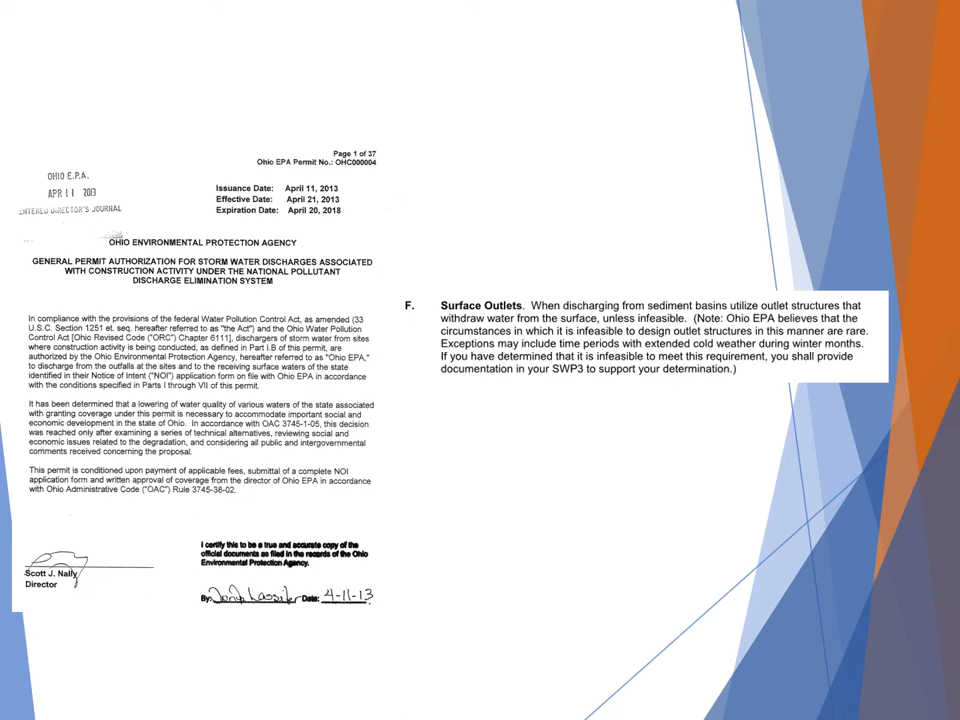 Page 1 of 37
Ohio EPA Permit No.: OHC000004
OHIO E.P.A.
APR 11 2013
ENTERED DIRECTOR'S JOURNAL
Issuance Date: April 11, 2013
Effective Date: April 21, 2013
Expiration Date: April 20, 2018
OHIO ENVIRONMENTAL PROTECTION AGENCY
GENERAL PERMIT AUTHORIZATION FOR STORM WATER DISCHARGES ASSOCIATED
WITH CONSTRUCTION ACTIVITY UNDER THE NATIONAL POLLUTANT
DISCHARGE ELIMINATION SYSTEM
In compliance with the provisions of the federal Water Pollution Control Act, as amended (33
U.S.C. Section 1251 et. seq. hereafter referred to as "the Act") and the Ohio Water Pollution
Control Act [Ohio Revised Code ("ORC") Chapter 6111], dischargers of storm water from sites
where construction activity is being conducted, as defined in Part I.B of this permit, are
authorized by the Ohio Environmental Protection Agency, hereafter referred to as "Ohio EPA,"
to discharge from the outfalls at the sites and to the receiving surface waters of the state
identified in their Notice of Intent ("NOI") application form on file with Ohio EPA in accordance
with the conditions specified in Parts I through VII of this permit.
It has been determined that a lowering of water quality of various waters of the state associated
with granting coverage under this permit is necessary to accommodate important social and
economic development in the state of Ohio. In accordance with OAC 3745-1-05, this decision
was reached only after examining a series of technical alternatives, reviewing social and
economic issues related to the degradation, and considering all public and intergovernmental
comments received concerning the proposal.
This permit is conditioned upon payment of applicable fees, submittal of a complete NOI
application form and written approval of coverage from the director of Ohio EPA in accordance
with Ohio Administrative Code ("OAC") Rule 3745-38-02.
Scott J. Nally
Director
I certify this to be a true and accurate copy of the
official documents as filed in the records of the Ohio
Environmental Protection Agency.
By: Lassiter Date: 4-11-13
F. Surface Outlets. When discharging from sediment basins utilize outlet structures that
withdraw water from the surface, unless infeasible. (Note: Ohio EPA believes that the
circumstances in which it is infeasible to design outlet structures in this manner are rare.
Exceptions may include time periods with extended cold weather during winter months.
If you have determined that it is infeasible to meet this requirement, you shall provide
documentation in your SWP3 to support your determination.)